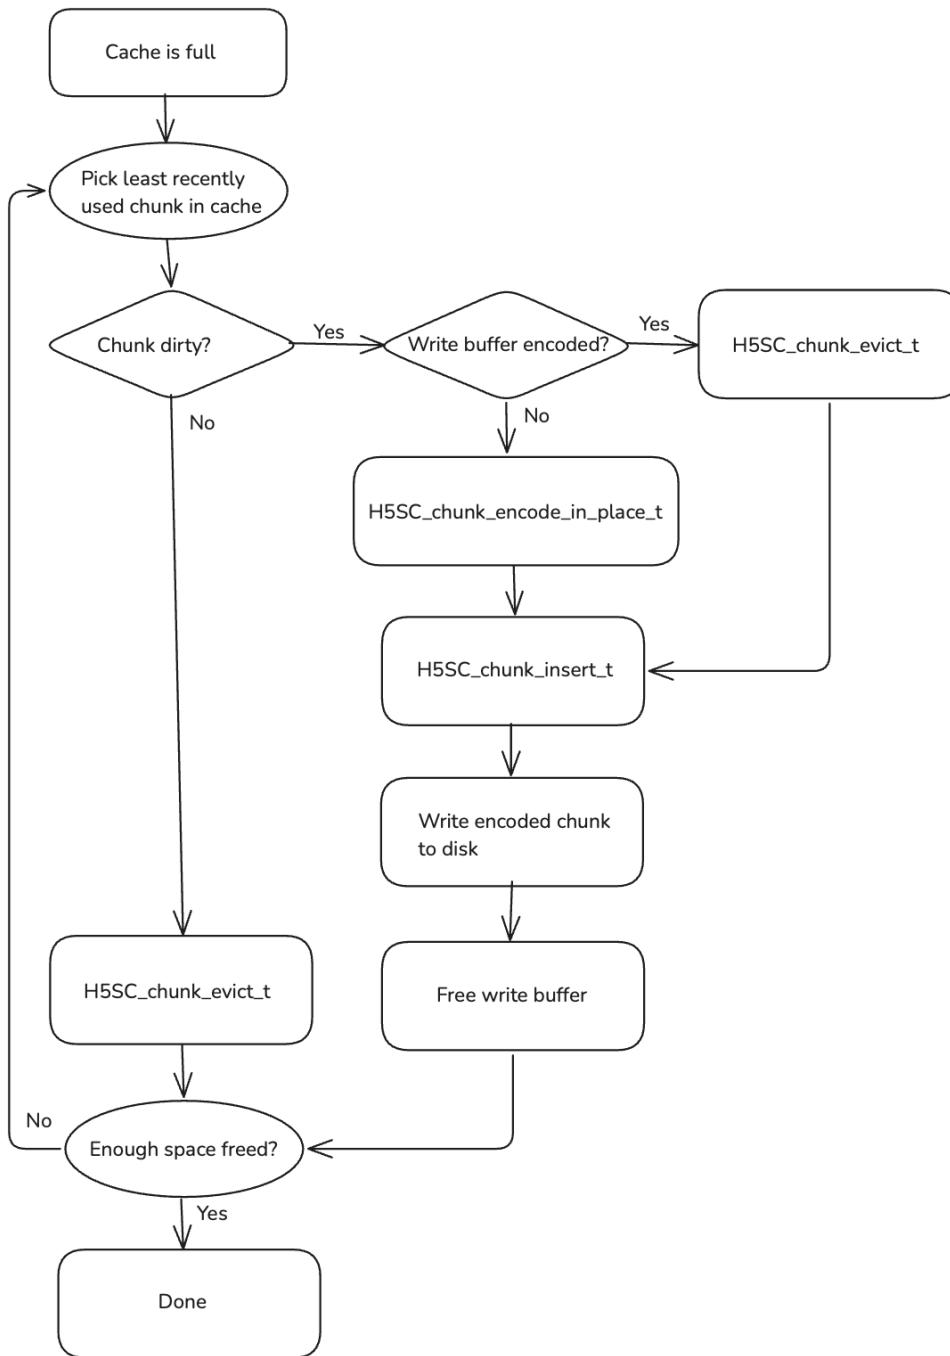 Cache is full
Pick least recently
used chunk in cache
Chunk dirty?
Yes
Write buffer encoded?
Yes
H5SC_chunk_evict_t
No
No
H5SC_chunk_encode_in_place_t
H5SC_chunk_insert_t
Write encoded chunk
to disk
H5SC_chunk_evict_t
Free write buffer
No
Enough space freed?
Yes
Done